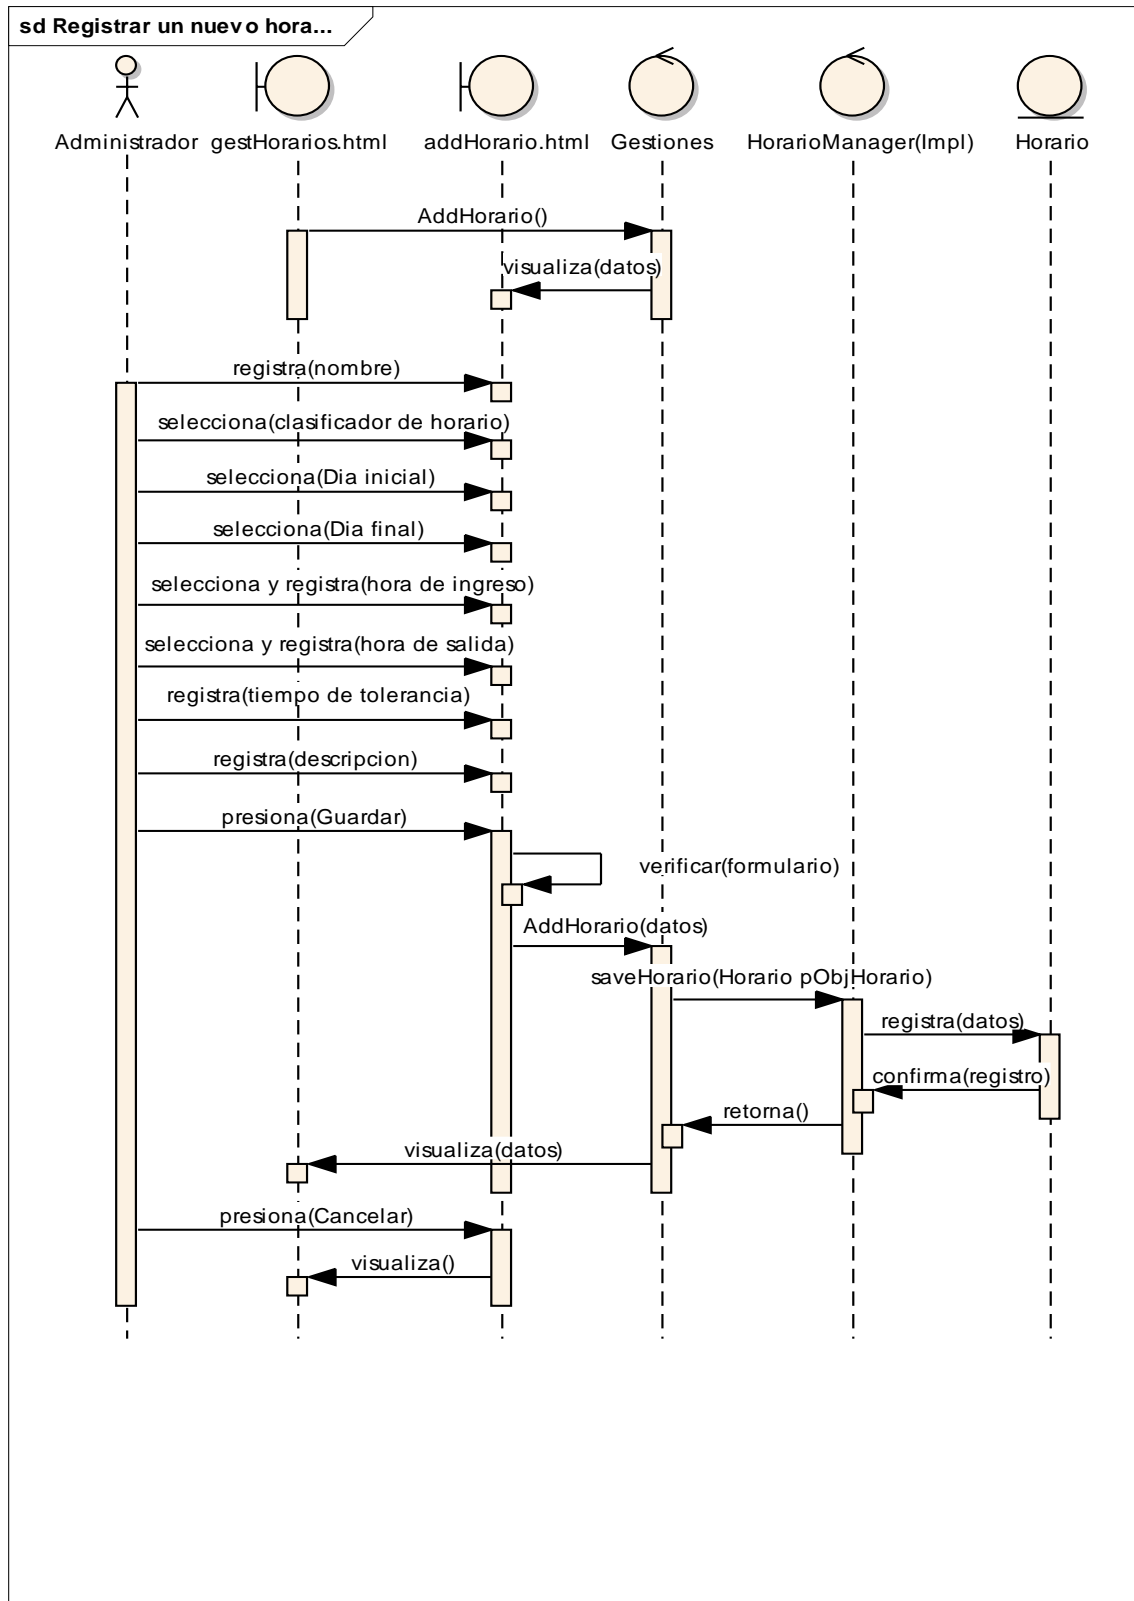 sd Registrar un nuevo hora...
Administrador
gestHorarios.html
addHorario.html
Gestiones
HorarioManager(Impl)
Horario
AddHorario()
visualiza(datos)
registra(nombre)
selecciona(clasificador de horario)
selecciona(Dia inicial)
selecciona(Dia final)
selecciona y registra(hora de ingreso)
selecciona y registra(hora de salida)
registra(tiempo de tolerancia)
registra(descripcion)
presiona(Guardar)
verificar(formulario)
AddHorario(datos)
saveHorario(Horario pObjHorario)
registra(datos)
confirma(registro)
retorna()
visualiza(datos)
presiona(Cancelar)
visualiza()